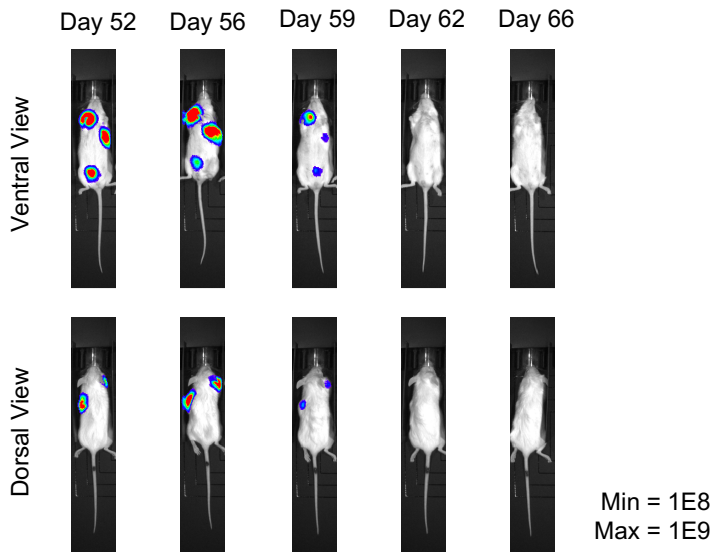 Day 52 Day 56 Day 59 Day 62 Day 66
Ventral View
Dorsal View
Min = 1E8
Max = 1E9